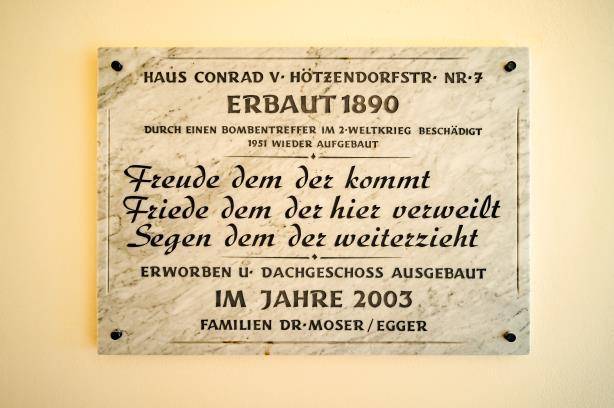 HAUS CONRAD V· HÖTZENDORFSTR· NR·7
ERBAUT 1890
DURCH EINEN BOMBENTREFFER IM 2·WELTKRIEG BESCHÄDIGT
1951 WIEDER AUFGEBAUT
Freude dem der kommt
Friede dem der hier verweilt
Segen dem der weiterzieht
ERWORBEN U· DACHGESCHOSS AUSGEBAUT
IM JAHRE 2003
FAMILIEN DR·MOSER/EGGER